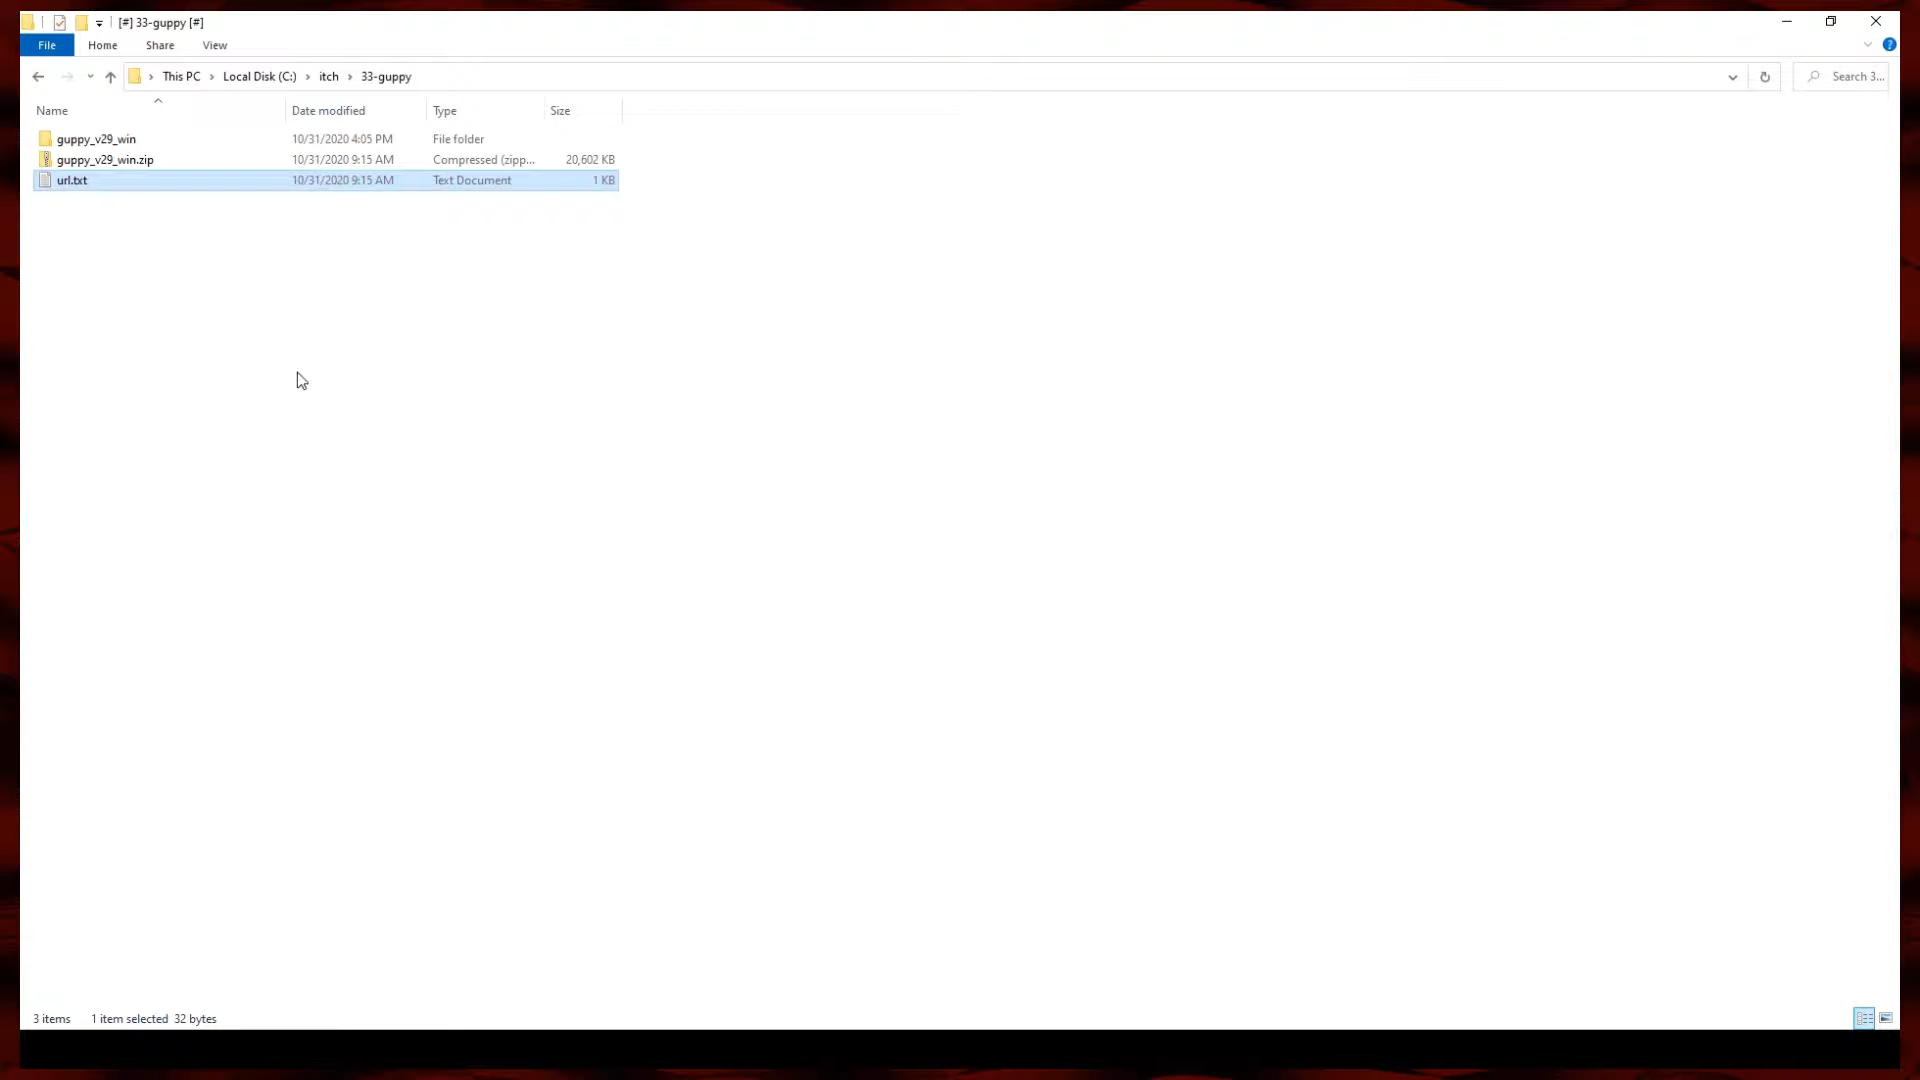 [#] 33-guppy [#]
File Home Share View
This PC Local Disk (C:) itch 33-guppy Search 3...
Name Date modified Type Size
guppy_v29_win 10/31/2020 4:05 PM File folder
guppy_v29_win.zip 10/31/2020 9:15 AM Compressed (zipp... 20,602 KB
url.txt 10/31/2020 9:15 AM Text Document 1 KB
3 items 1 item selected 32 bytes